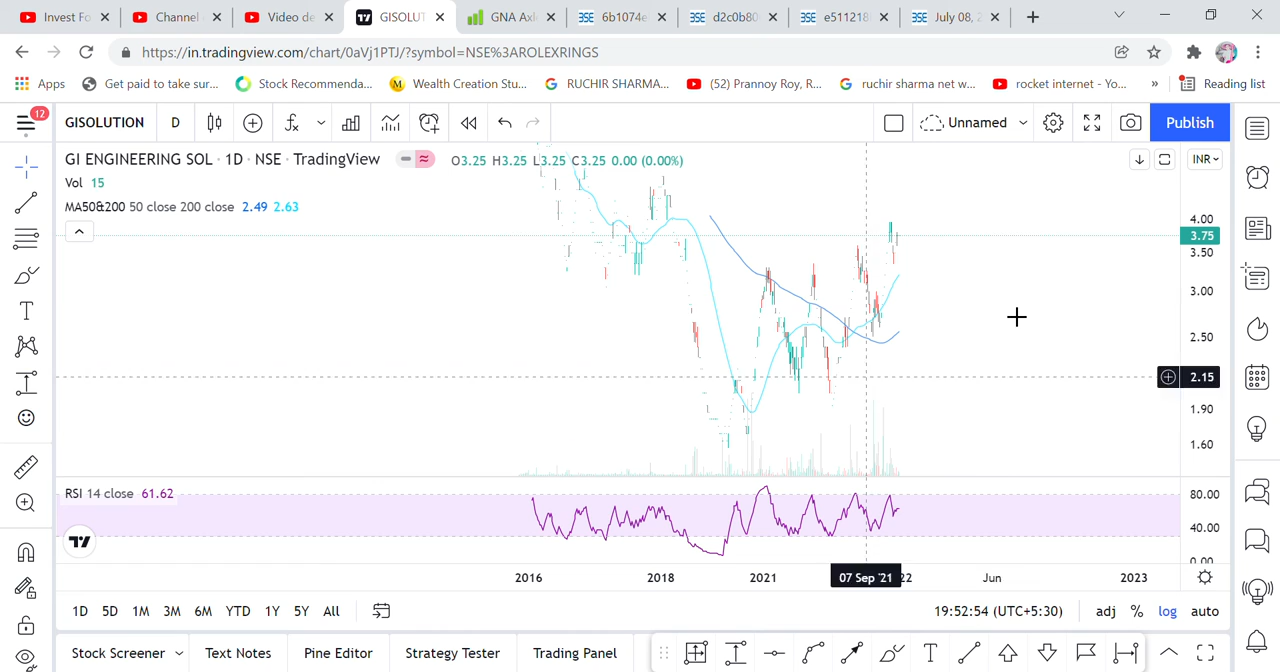 Invest Fo
Channel
Video de
GISOLUT
GNA Axl
6b1074e
d2c0b80
e511218
July 08, 2
https://in.tradingview.com/chart/0aVj1PTJ/?symbol=NSE%3AROLEXRINGS
Apps
Get paid to take sur...
Stock Recommenda...
Wealth Creation Stu...
RUCHIR SHARMA...
(52) Prannoy Roy, R...
ruchir sharma net w...
rocket internet - Yo...
»
Reading list
12
GISOLUTION
D
Unnamed
Publish
GI ENGINEERING SOL · 1D · NSE · TradingView
O3.25 H3.25 L3.25 C3.25 0.00 (0.00%)
INR
Vol 15
MA50&200 50 close 200 close 2.49 2.63
4.00
3.75
3.50
3.00
2.50
2.15
1.90
1.60
RSI 14 close 61.62
80.00
40.00
0.00
2016
2018
2021
07 Sep '21
22
Jun
2023
1D 5D 1M 3M 6M YTD 1Y 5Y All
19:52:54 (UTC+5:30)
adj % log auto
Stock Screener
Text Notes
Pine Editor
Strategy Tester
Trading Panel